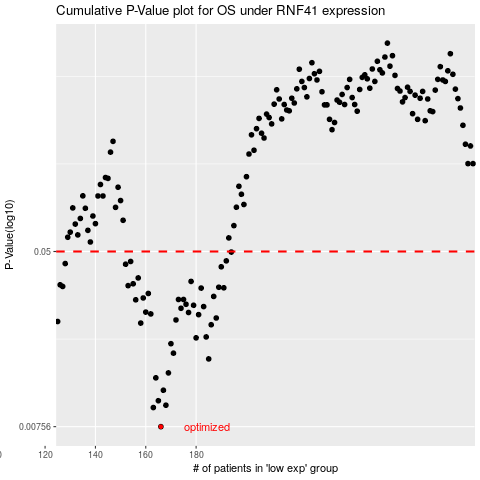 Cumulative P-Value plot for OS under RNF41 expression
P-Value(log10)
0.05
0.00756
optimized
0 120 140 160 180
# of patients in 'low exp' group